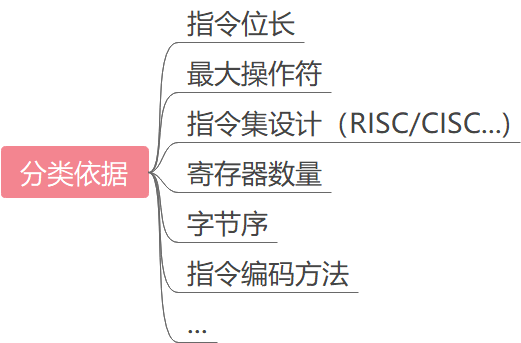 指令位长
最大操作符
指令集设计（RISC/CISC...）
分类依据
寄存器数量
字节序
指令编码方法
...